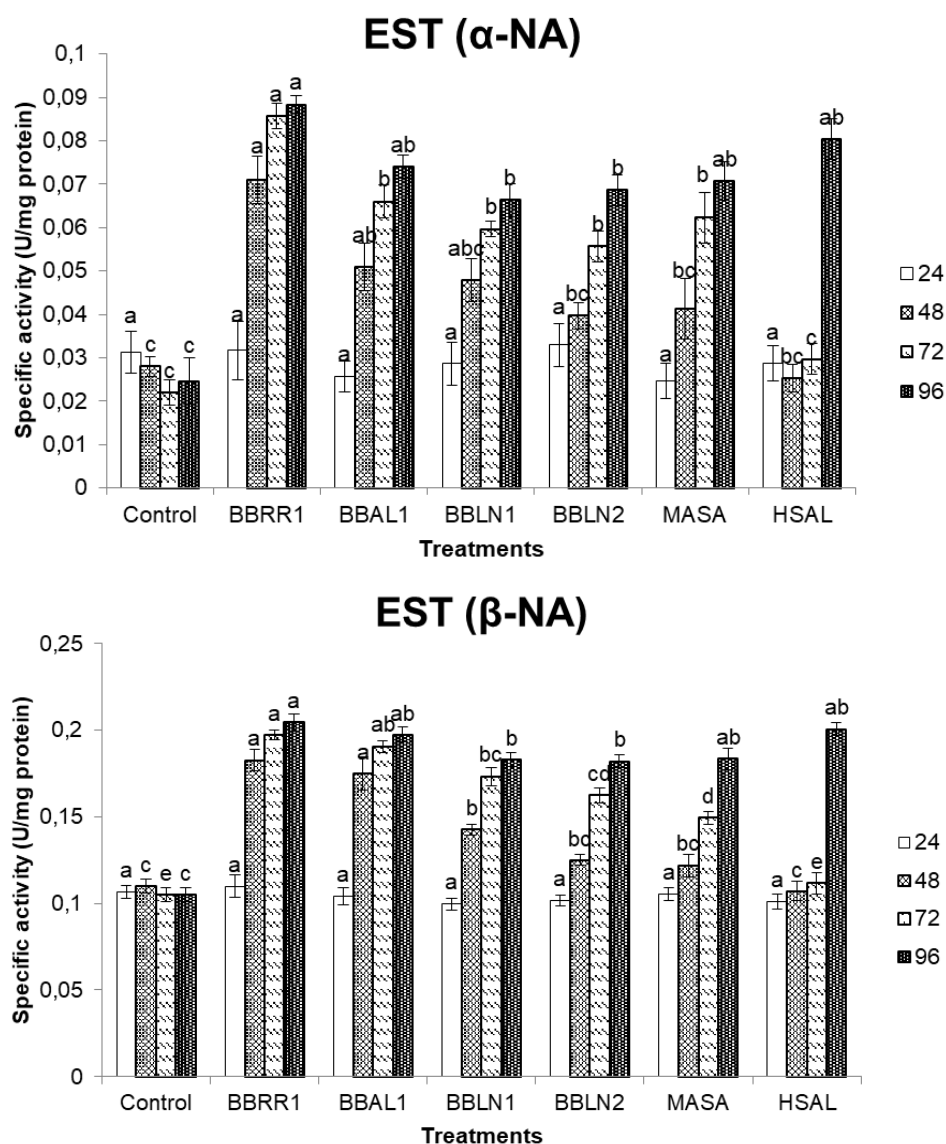 EST (α-NA)
Specific activity (U/mg protein)
0,1
0,09
0,08
0,07
0,06
0,05
0,04
0,03
0,02
0,01
0
a c c c
a a a a
a ab b ab
a abc b b
a bc b b
a bc b ab
a bc c ab
Control BBRR1 BBAL1 BBLN1 BBLN2 MASA HSAL
Treatments
24
48
72
96
EST (β-NA)
Specific activity (U/mg protein)
0,25
0,2
0,15
0,1
0,05
0
a c e c
a a a a
a a ab ab
a b bc b
a bc cd b
a bc d ab
a c e ab
Control BBRR1 BBAL1 BBLN1 BBLN2 MASA HSAL
Treatments
24
48
72
96